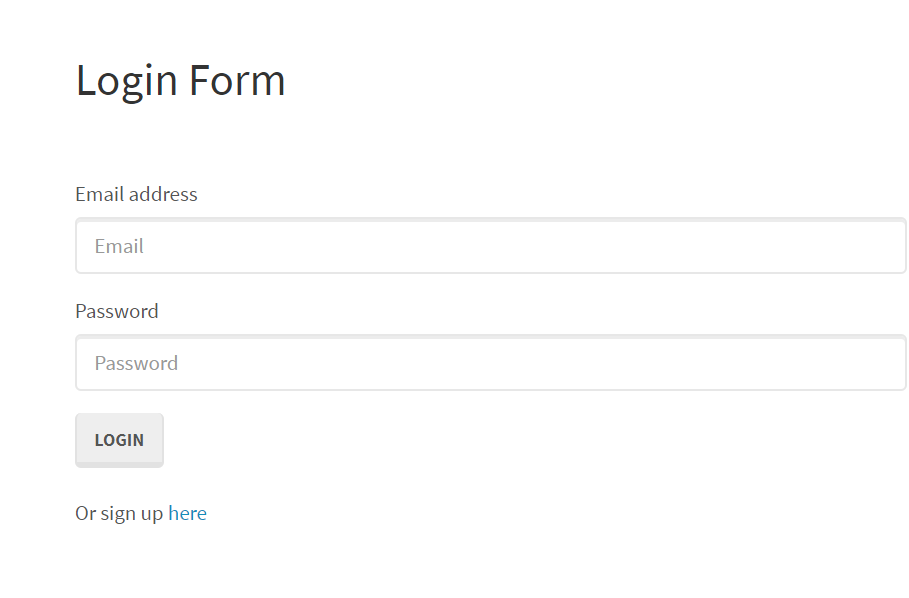 Login Form
Email address
Email
Password
Password
LOGIN
Or sign up here